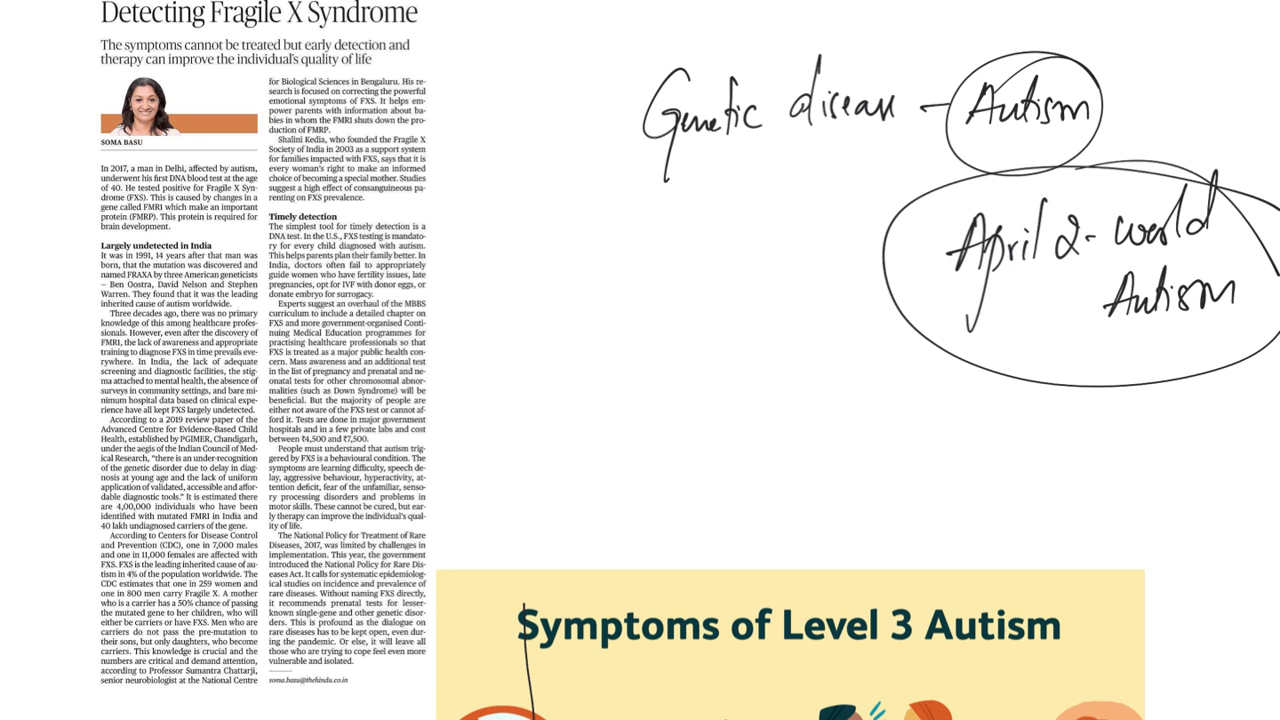 Detecting Fragile X Syndrome
The symptoms cannot be treated but early detection and
therapy can improve the individual's quality of life
SOMA BASU
In 2017, a man in Delhi, affected by autism,
underwent his first DNA blood test at the age
of 40. He tested positive for Fragile X Syn-
drome (FXS). This is caused by changes in a
gene called FMRI which make an important
protein (FMRP). This protein is required for
brain development.
Largely undetected in India
It was in 1991, 14 years after that man was
born, that the mutation was discovered and
named FRAXA by three American geneticists
– Ben Oostra, David Nelson and Stephen
Warren. They found that it was the leading
inherited cause of autism worldwide.
Three decades ago, there was no primary
knowledge of this among healthcare profes-
sionals. However, even after the discovery of
FMRI, the lack of awareness and appropriate
training to diagnose FXS in time prevails eve-
rywhere. In India, the lack of adequate
screening and diagnostic facilities, the stig-
ma attached to mental health, the absence of
surveys in community settings, and bare mi-
nimum hospital data based on clinical expe-
rience have all kept FXS largely undetected.
According to a 2019 review paper of the
Advanced Centre for Evidence-Based Child
Health, established by PGIMER, Chandigarh,
under the aegis of the Indian Council of Med-
ical Research, "there is an under-recognition
of the genetic disorder due to delay in diag-
nosis at young age and the lack of uniform
application of validated, accessible and affor-
dable diagnostic tools." It is estimated there
are 4,00,000 individuals who have been
identified with mutated FMRI in India and
40 lakh undiagnosed carriers of the gene.
According to Centers for Disease Control
and Prevention (CDC), one in 7,000 males
and one in 11,000 females are affected with
FXS. FXS is the leading inherited cause of au-
tism in 4% of the population worldwide. The
CDC estimates that one in 259 women and
one in 800 men carry Fragile X. A mother
who is a carrier has a 50% chance of passing
the mutated gene to her children, who will
either be carriers or have FXS. Men who are
carriers do not pass the pre-mutation to
their sons, but only daughters, who become
carriers. This knowledge is crucial and the
numbers are critical and demand attention,
according to Professor Sumantra Chattarji,
senior neurobiologist at the National Centre
for Biological Sciences in Bengaluru. His re-
search is focused on correcting the powerful
emotional symptoms of FXS. It helps em-
power parents with information about ba-
bies in whom the FMRI shuts down the pro-
duction of FMRP.
Shalini Kedia, who founded the Fragile X
Society of India in 2003 as a support system
for families impacted with FXS, says that it is
every woman's right to make an informed
choice of becoming a special mother. Studies
suggest a high effect of consanguineous pa-
renting on FXS prevalence.
Timely detection
The simplest tool for timely detection is a
DNA test. In the U.S., FXS testing is mandato-
ry for every child diagnosed with autism.
This helps parents plan their family better. In
India, doctors often fail to appropriately
guide women who have fertility issues, late
pregnancies, opt for IVF with donor eggs, or
donate embryo for surrogacy.
Experts suggest an overhaul of the MBBS
curriculum to include a detailed chapter on
FXS and more government-organised Conti-
nuing Medical Education programmes for
practising healthcare professionals so that
FXS is treated as a major public health con-
cern. Mass awareness and an additional test
in the list of pregnancy and prenatal and ne-
onatal tests for other chromosomal abnor-
malities (such as Down Syndrome) will be
beneficial. But the majority of people are
either not aware of the FXS test or cannot af-
ford it. Tests are done in major government
hospitals and in a few private labs and cost
between ₹4,500 and ₹7,500.
People must understand that autism trig-
gered by FXS is a behavioural condition. The
symptoms are learning difficulty, speech de-
lay, aggressive behaviour, hyperactivity, at-
tention deficit, fear of the unfamiliar, senso-
ry processing disorders and problems in
motor skills. These cannot be cured, but ear-
ly therapy can improve the individual's qual-
ity of life.
The National Policy for Treatment of Rare
Diseases, 2017, was limited by challenges in
implementation. This year, the government
introduced the National Policy for Rare Dis-
eases Act. It calls for systematic epidemiolog-
ical studies on incidence and prevalence of
rare diseases. Without naming FXS directly,
it recommends prenatal tests for lesser-
known single-gene and other genetic disor-
ders. This is profound as the dialogue on
rare diseases has to be kept open, even dur-
ing the pandemic. Or else, it will leave all
those who are trying to cope feel even more
vulnerable and isolated.
soma.basu@thehindu.co.in
Genetic disease – Autism
April 2 - world
Autism
Symptoms of Level 3 Autism